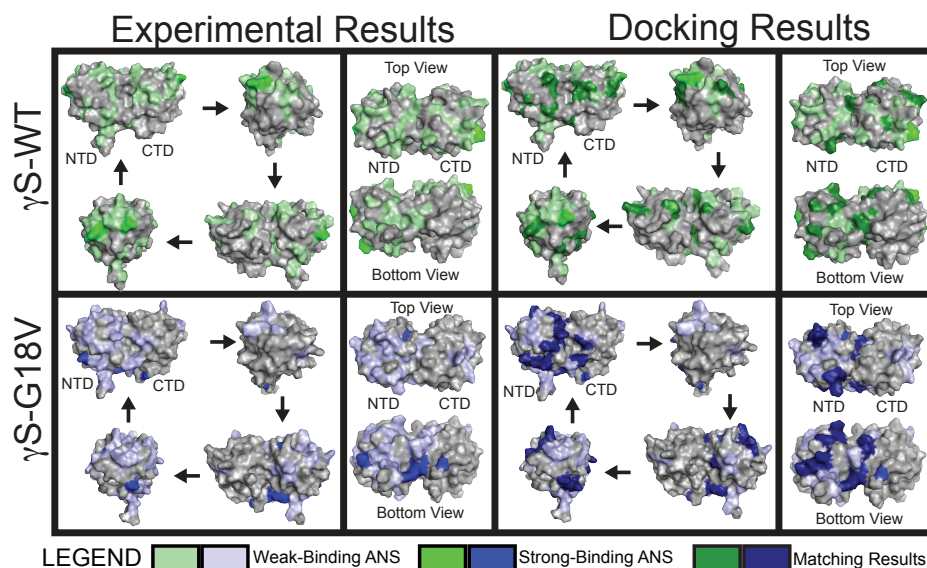 Experimental Results
Docking Results
γS-WT
NTD
CTD
Top View
NTD
CTD
Bottom View
NTD
CTD
Top View
NTD
CTD
Bottom View
γS-G18V
NTD
CTD
Top View
NTD
CTD
Bottom View
NTD
CTD
Top View
NTD
CTD
Bottom View
LEGEND
Weak-Binding ANS
Strong-Binding ANS
Matching Results